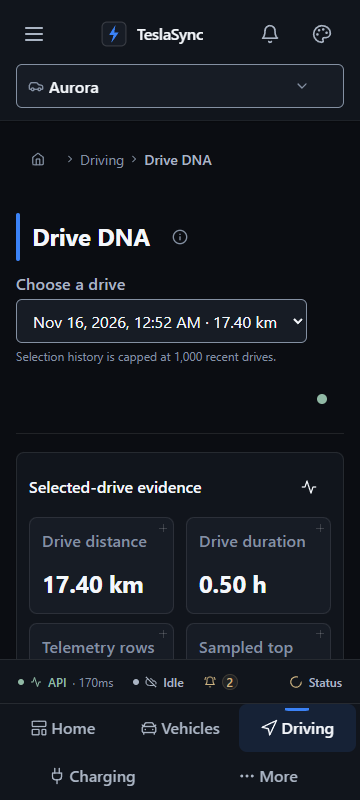 TeslaSync
Aurora
Driving Drive DNA
Drive DNA
Choose a drive
Nov 16, 2026, 12:52 AM · 17.40 km
Selection history is capped at 1,000 recent drives.
Selected-drive evidence
Drive distance
17.40 km
Drive duration
0.50 h
Telemetry rows
Sampled top
API · 170ms Idle 2 Status
Home Vehicles Driving
Charging More